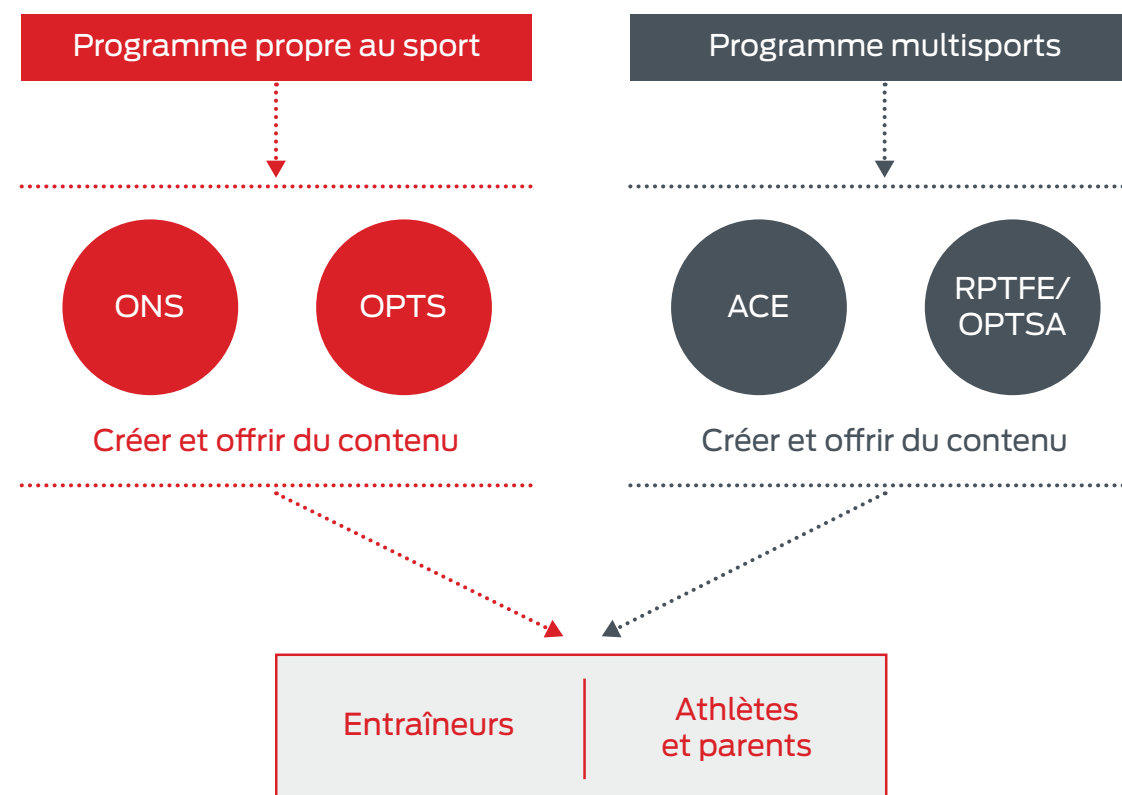 Programme propre au sport
Programme multisports
ONS
OPTS
ACE
RPTFE/
OPTSA
Créer et offrir du contenu
Créer et offrir du contenu
Entraîneurs
Athlètes
et parents